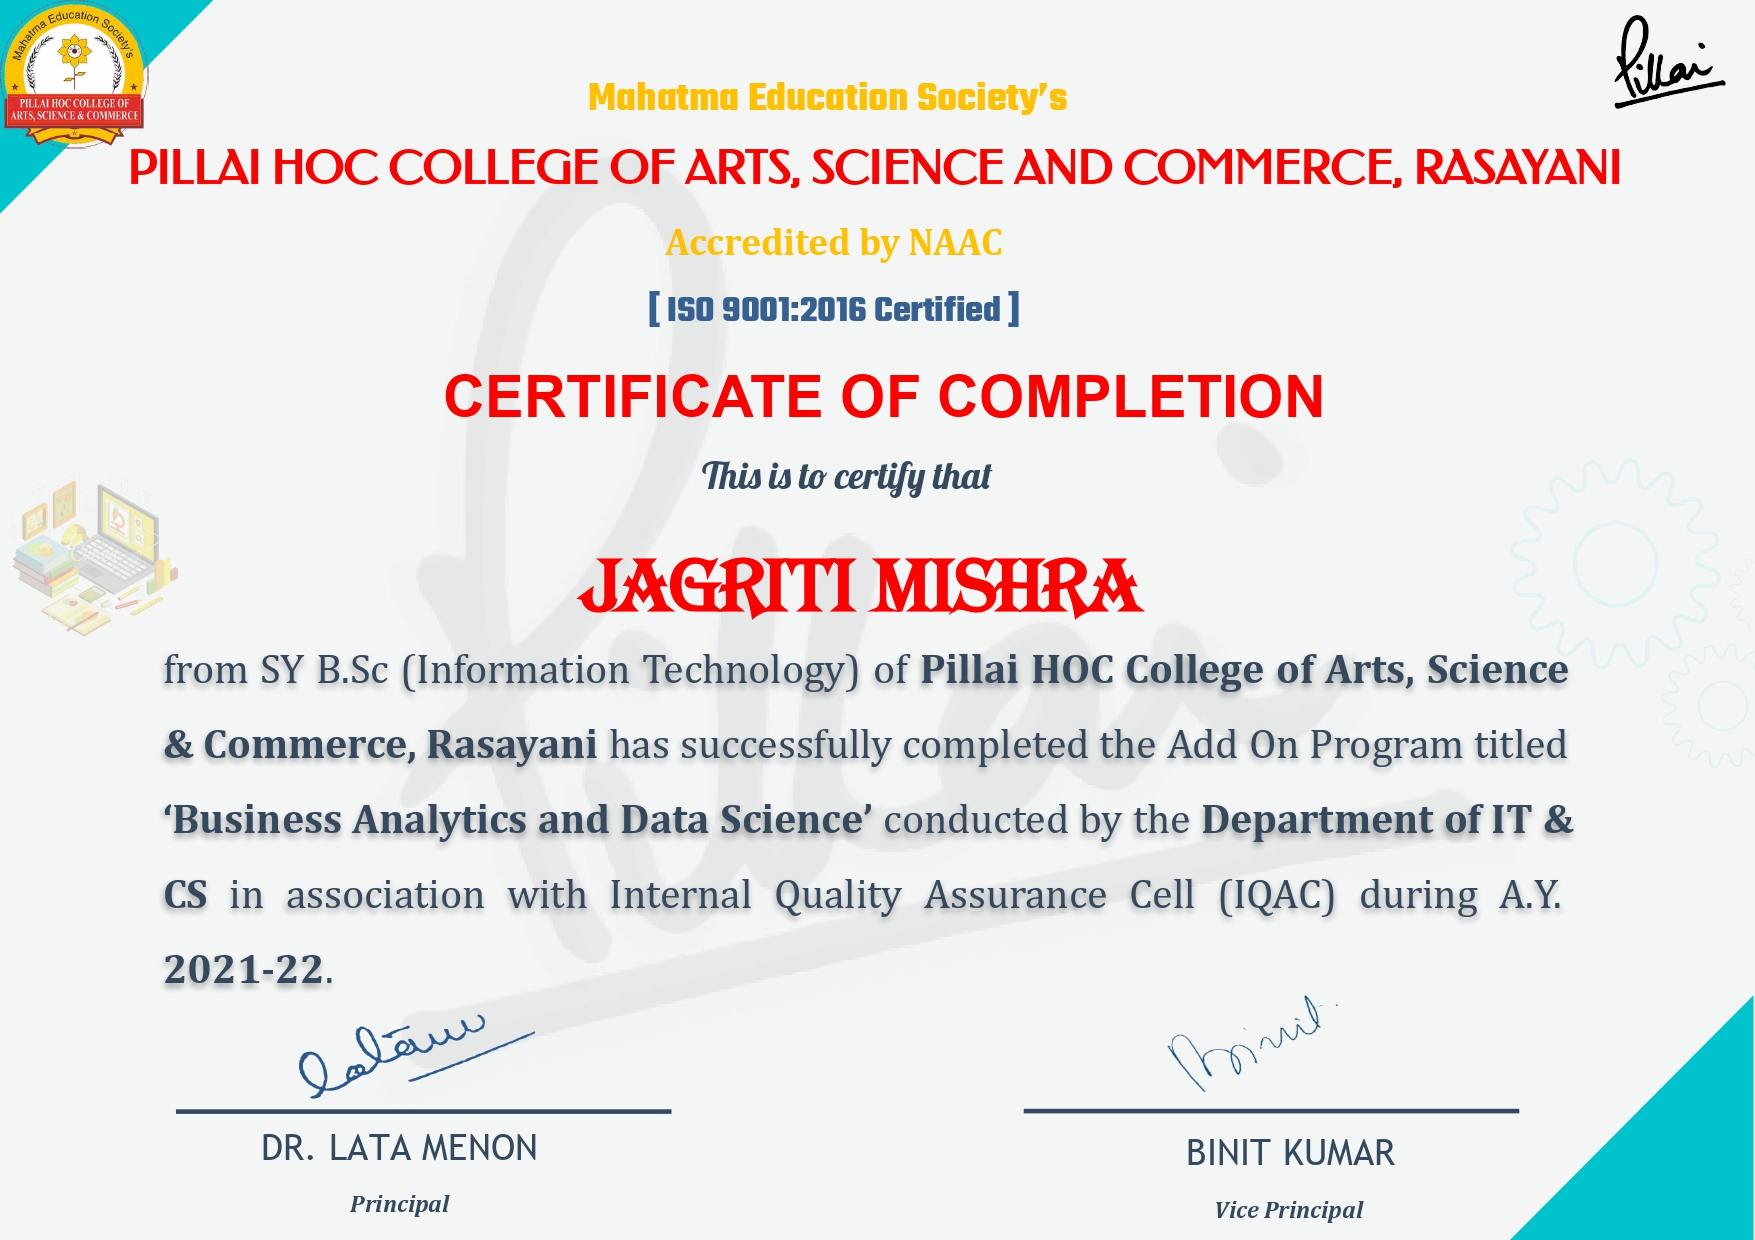 Mahatma Education Society's
PILLAI HOC COLLEGE OF
ARTS, SCIENCE & COMMERCE
Pillai
Mahatma Education Society’s
PILLAI HOC COLLEGE OF ARTS, SCIENCE AND COMMERCE, RASAYANI
Accredited by NAAC
[ ISO 9001:2016 Certified ]
CERTIFICATE OF COMPLETION
This is to certify that
JAGRITI MISHRA
from SY B.Sc (Information Technology) of Pillai HOC College of Arts, Science
& Commerce, Rasayani has successfully completed the Add On Program titled
‘Business Analytics and Data Science’ conducted by the Department of IT &
CS in association with Internal Quality Assurance Cell (IQAC) during A.Y.
2021-22.
Binit
DR. LATA MENON
BINIT KUMAR
Principal
Vice Principal